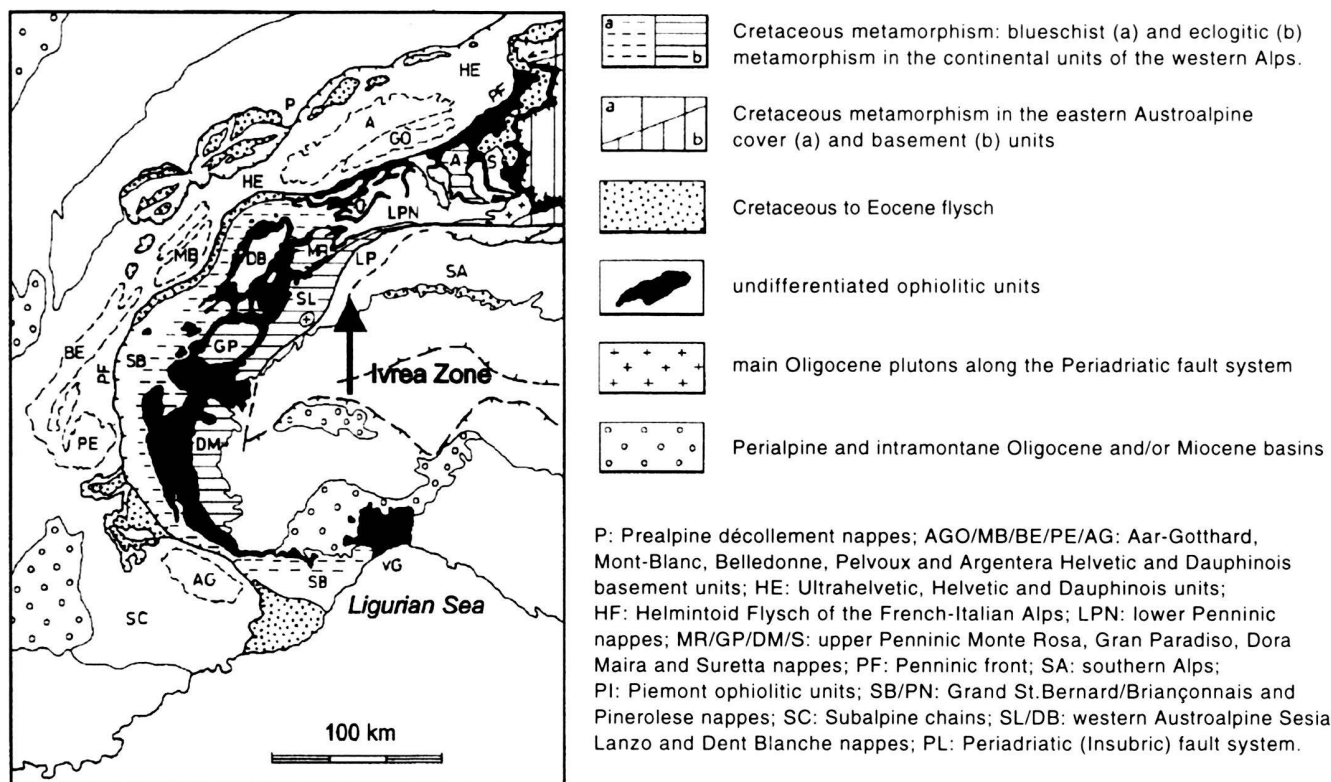 HE
PF
P
A
GO
A
S
HE
LPN
MB
DB
MR
LP
SA
SL
BE
GP
PF
SB
Ivrea Zone
PE
DM
AG
SB
VG
SC
Ligurian Sea
100 km
a
b
Cretaceous metamorphism: blueschist (a) and eclogitic (b)
metamorphism in the continental units of the western Alps.
a
b
Cretaceous metamorphism in the eastern Austroalpine
cover (a) and basement (b) units
Cretaceous to Eocene flysch
undifferentiated ophiolitic units
main Oligocene plutons along the Periadriatic fault system
Perialpine and intramontane Oligocene and/or Miocene basins
P: Prealpine décollement nappes; AGO/MB/BE/PE/AG: Aar-Gotthard,
Mont-Blanc, Belledonne, Pelvoux and Argentera Helvetic and Dauphinois
basement units; HE: Ultrahelvetic, Helvetic and Dauphinois units;
HF: Helmintoid Flysch of the French-Italian Alps; LPN: lower Penninic
nappes; MR/GP/DM/S: upper Penninic Monte Rosa, Gran Paradiso, Dora
Maira and Suretta nappes; PF: Penninic front; SA: southern Alps;
PI: Piemont ophiolitic units; SB/PN: Grand St.Bernard/Briançonnais and
Pinerolese nappes; SC: Subalpine chains; SL/DB: western Austroalpine Sesia
Lanzo and Dent Blanche nappes; PL: Periadriatic (Insubric) fault system.